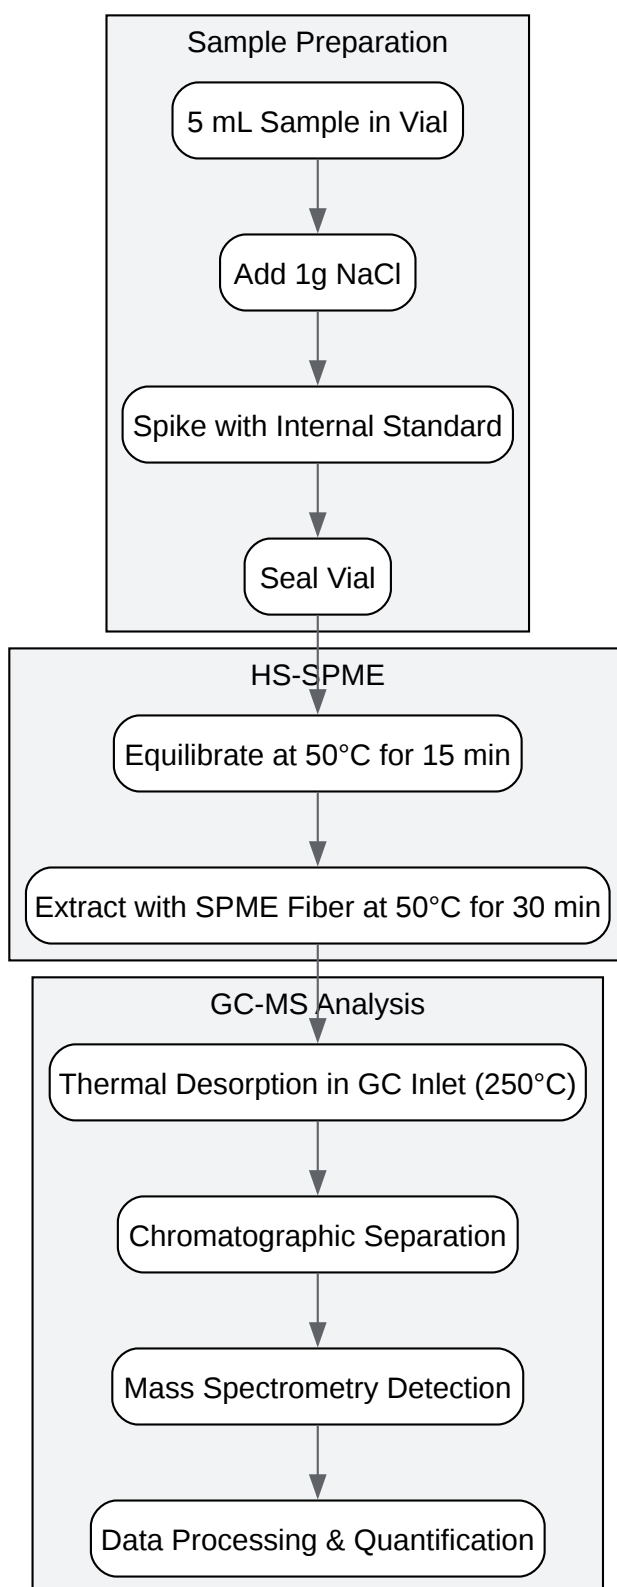 Sample Preparation
5 mL Sample in Vial
Add 1g NaCl
Spike with Internal Standard
Seal Vial
HS-SPME
Equilibrate at 50°C for 15 min
Extract with SPME Fiber at 50°C for 30 min
GC-MS Analysis
Thermal Desorption in GC Inlet (250°C)
Chromatographic Separation
Mass Spectrometry Detection
Data Processing & Quantification